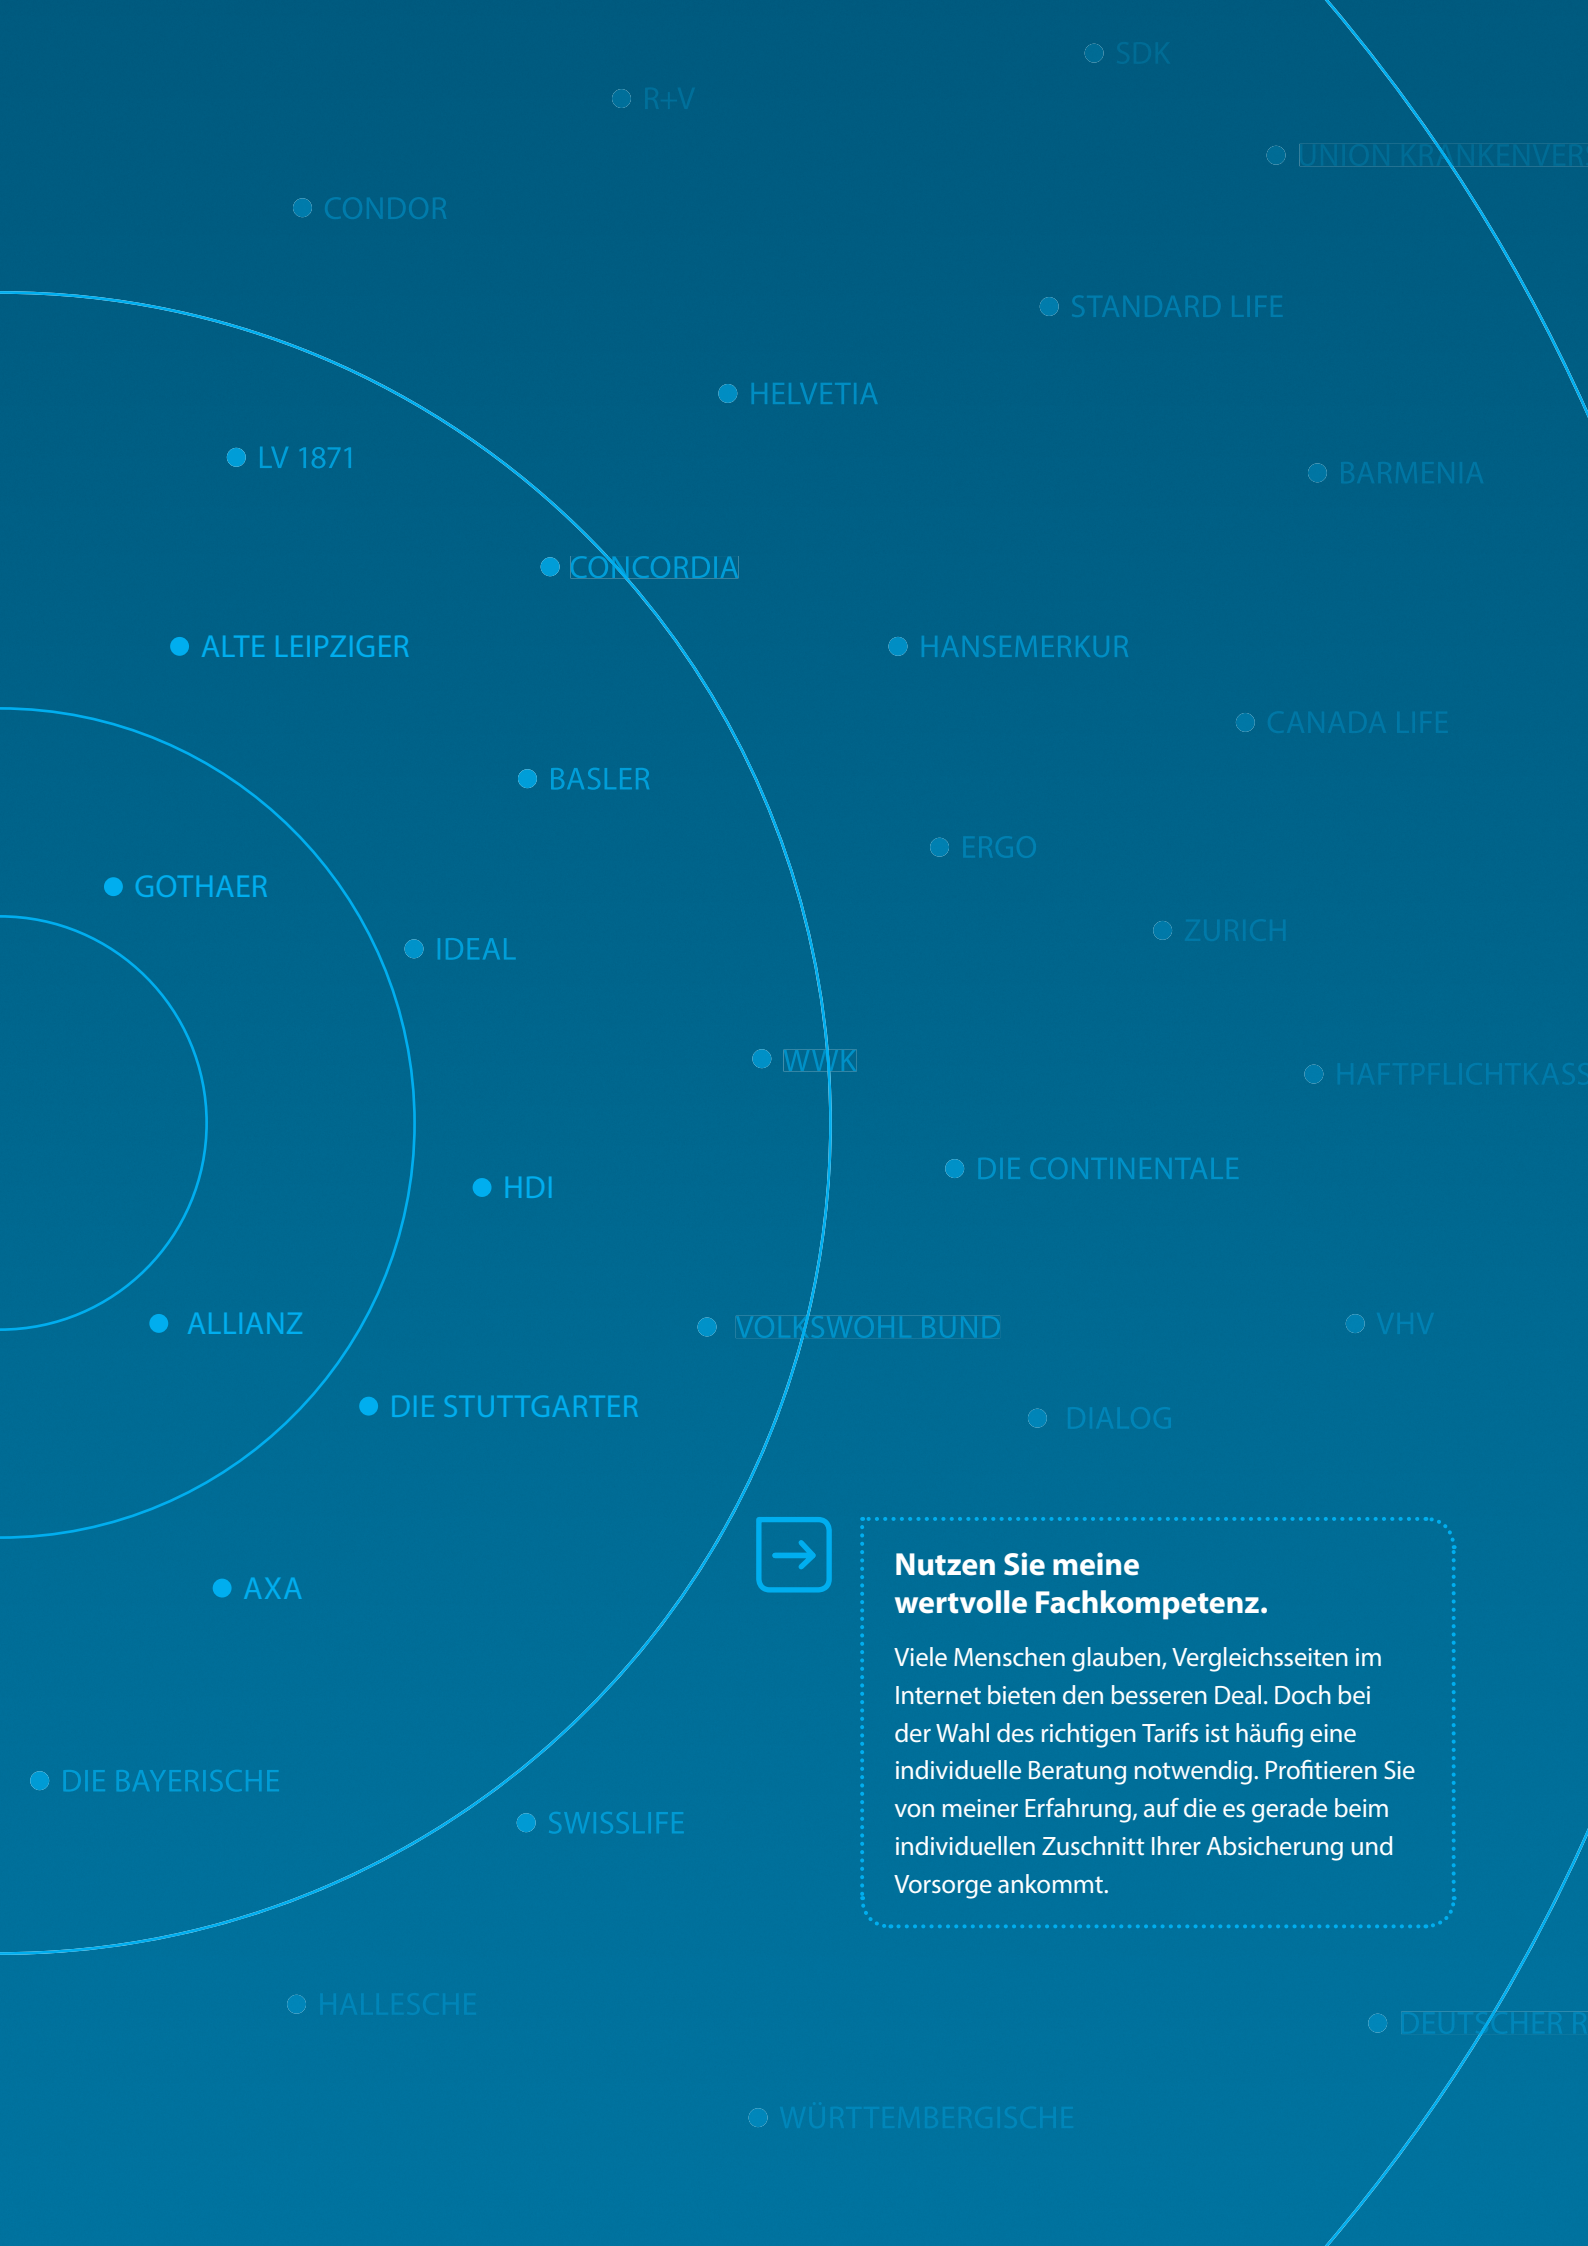 SDK
R+V
UNION KRANKENVER
CONDOR
STANDARD LIFE
HELVETIA
LV 1871
BARMENIA
CONCORDIA
ALTE LEIPZIGER
HANSEMERKUR
CANADA LIFE
BASLER
ERGO
GOTHAER
ZURICH
IDEAL
WWK
HAFTPFLICHTKASS
DIE CONTINENTALE
HDI
ALLIANZ
VOLKSWOHL BUND
VHV
DIE STUTTGARTER
DIALOG
Nutzen Sie meine
wertvolle Fachkompetenz.
Viele Menschen glauben, Vergleichsseiten im
Internet bieten den besseren Deal. Doch bei
der Wahl des richtigen Tarifs ist häufig eine
individuelle Beratung notwendig. Profitieren Sie
von meiner Erfahrung, auf die es gerade beim
individuellen Zuschnitt Ihrer Absicherung und
Vorsorge ankommt.
AXA
DIE BAYERISCHE
SWISSLIFE
HALLESCHE
DEUTSCHER R
WÜRTTEMBERGISCHE